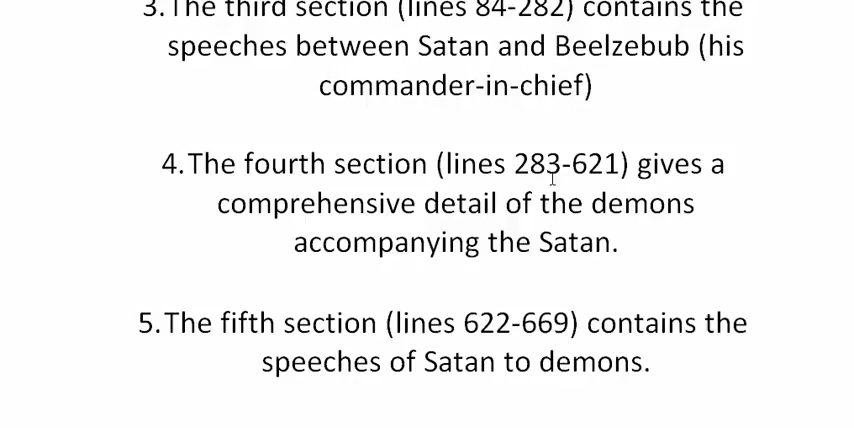 3.The third section (lines 84-282) contains the
speeches between Satan and Beelzebub (his
commander-in-chief)
4.The fourth section (lines 283-621) gives a
comprehensive detail of the demons
accompanying the Satan.
5.The fifth section (lines 622-669) contains the
speeches of Satan to demons.